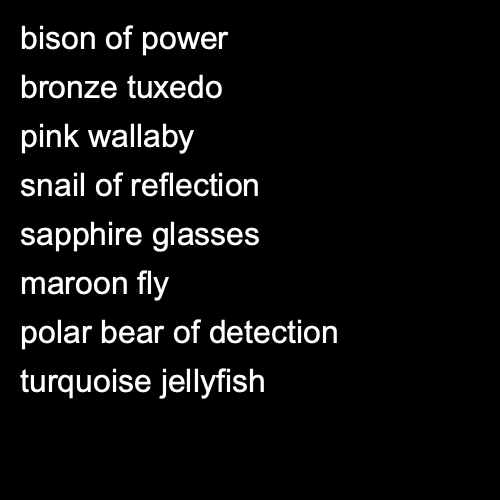 bison of power
bronze tuxedo
pink wallaby
snail of reflection
sapphire glasses
maroon fly
polar bear of detection
turquoise jellyfish